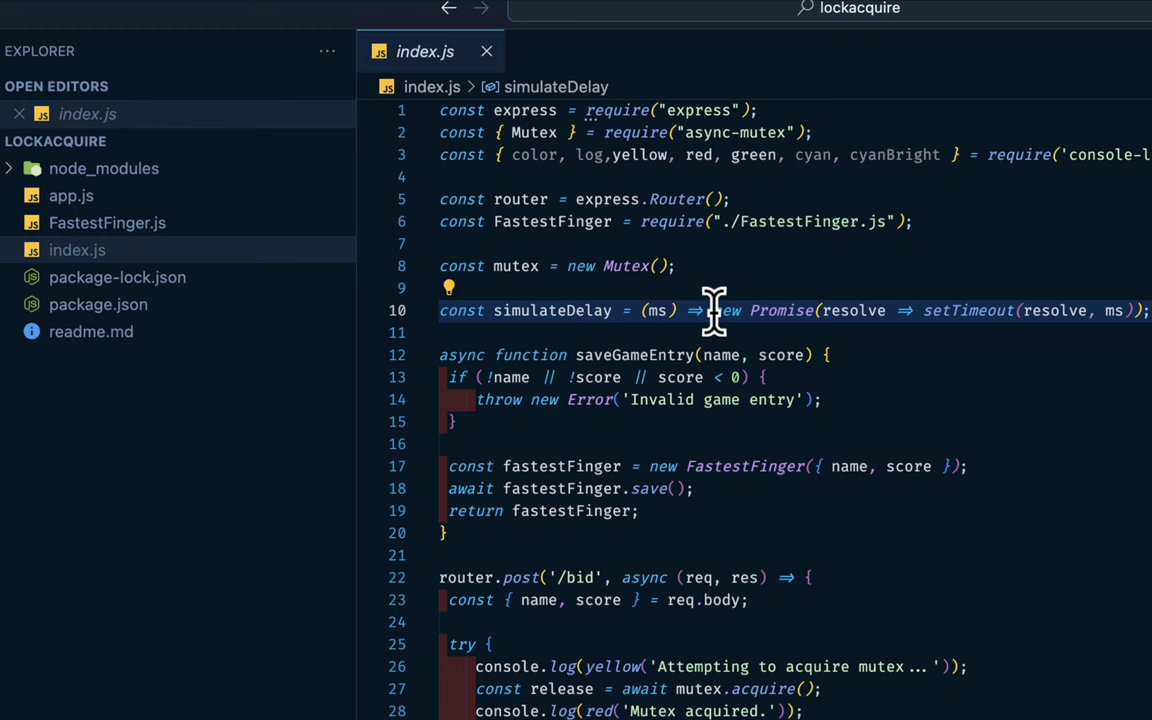 lockacquire
EXPLORER
OPEN EDITORS
index.js
LOCKACQUIRE
node_modules
app.js
FastestFinger.js
index.js
package-lock.json
package.json
readme.md
index.js
index.js > simulateDelay
1 const express = require("express");
2 const { Mutex } = require("async-mutex");
3 const { color, log,yellow, red, green, cyan, cyanBright } = require('console-l
4
5 const router = express.Router();
6 const FastestFinger = require("./FastestFinger.js");
7
8 const mutex = new Mutex();
9
10 const simulateDelay = (ms) => new Promise(resolve => setTimeout(resolve, ms));
11
12 async function saveGameEntry(name, score) {
13 if (!name || !score || score < 0) {
14 throw new Error('Invalid game entry');
15 }
16
17 const fastestFinger = new FastestFinger({ name, score });
18 await fastestFinger.save();
19 return fastestFinger;
20 }
21
22 router.post('/bid', async (req, res) => {
23 const { name, score } = req.body;
24
25 try {
26 console.log(yellow('Attempting to acquire mutex...'));
27 const release = await mutex.acquire();
28 console.log(red('Mutex acquired.'));